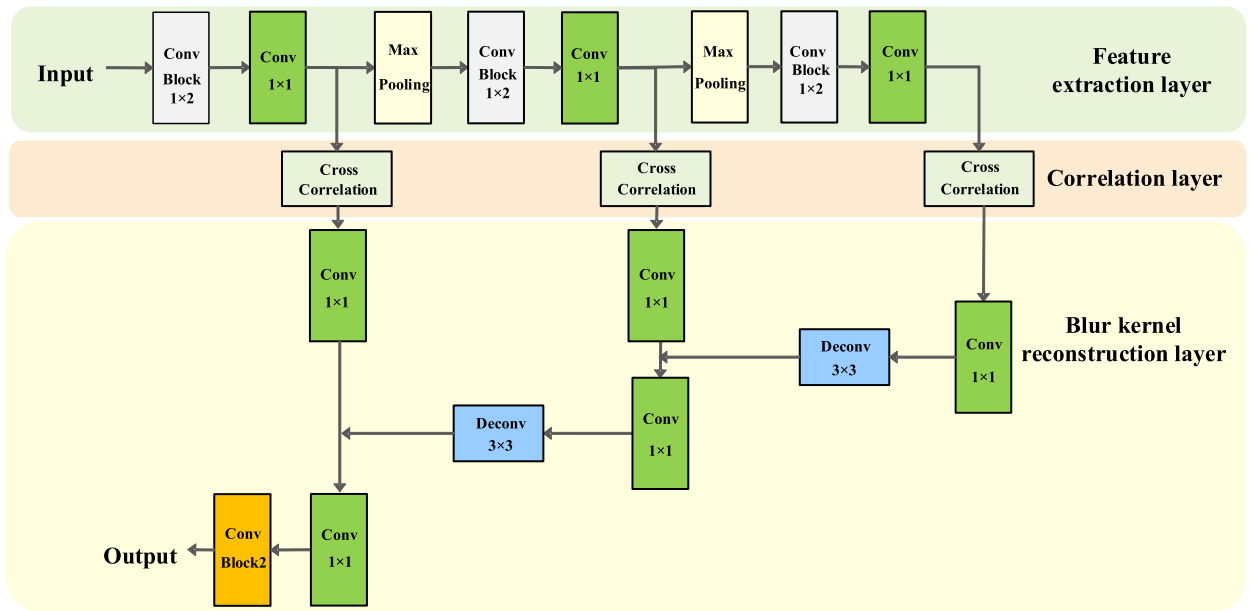 Input
Conv
Block
1×2
Conv
1×1
Max
Pooling
Conv
Block
1×2
Conv
1×1
Max
Pooling
Conv
Block
1×2
Conv
1×1
Feature
extraction layer
Cross
Correlation
Cross
Correlation
Cross
Correlation
Correlation layer
Conv
1×1
Conv
1×1
Blur kernel
reconstruction layer
Deconv
3×3
Conv
1×1
Deconv
3×3
Conv
1×1
Output
Conv
Block2
Conv
1×1